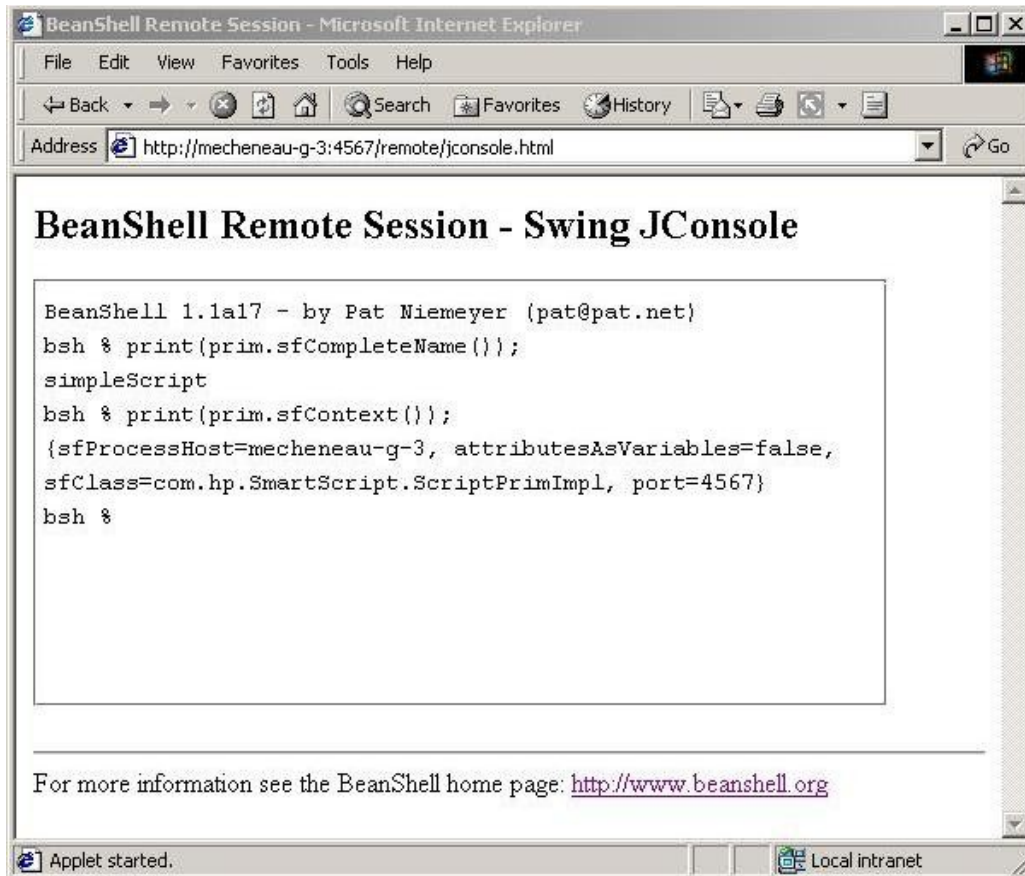 BeanShell Remote Session - Microsoft Internet Explorer
File Edit View Favorites Tools Help
Back Search Favorites History
Address http://mecheneau-g-3:4567/remote/jconsole.html Go
BeanShell Remote Session - Swing JConsole
BeanShell 1.1a17 - by Pat Niemeyer (pat@pat.net)
bsh % print(prim.sfCompleteName());
simpleScript
bsh % print(prim.sfContext());
{sfProcessHost=mecheneau-g-3, attributesAsVariables=false,
sfClass=com.hp.SmartScript.ScriptPrimImpl, port=4567}
bsh %
For more information see the BeanShell home page: http://www.beanshell.org
Applet started. Local intranet